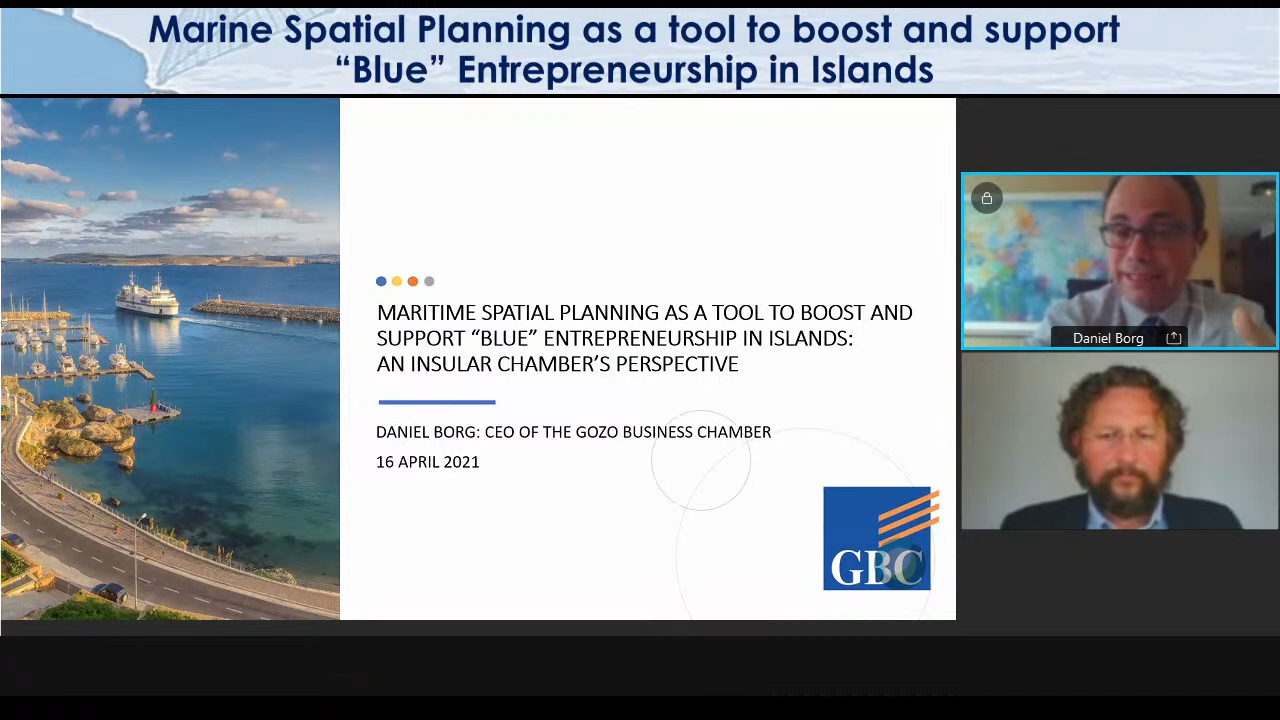 Marine Spatial Planning as a tool to boost and support
“Blue” Entrepreneurship in Islands
MARITIME SPATIAL PLANNING AS A TOOL TO BOOST AND
SUPPORT “BLUE” ENTREPRENEURSHIP IN ISLANDS:
AN INSULAR CHAMBER’S PERSPECTIVE
DANIEL BORG: CEO OF THE GOZO BUSINESS CHAMBER
16 APRIL 2021
GBC
Daniel Borg